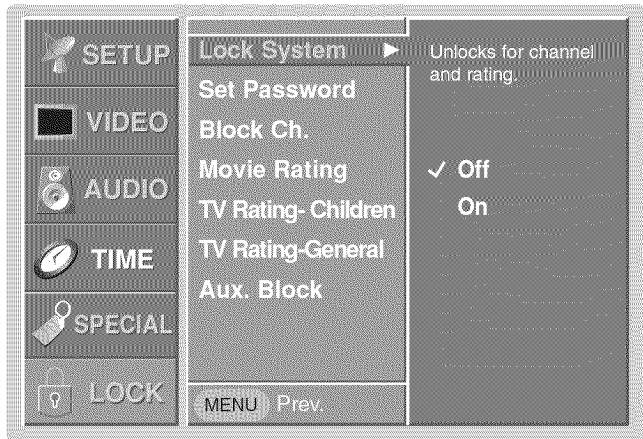 SETUP
VIDEO
AUDIO
TIME
SPECIAL
LOCK
Lock System
Set Password
Block Ch.
Movie Rating
TV Rating- Children
TV Rating-General
Aux. Block
MENU Prev.
Unlocks for channel
and rating.
✓ Off
On